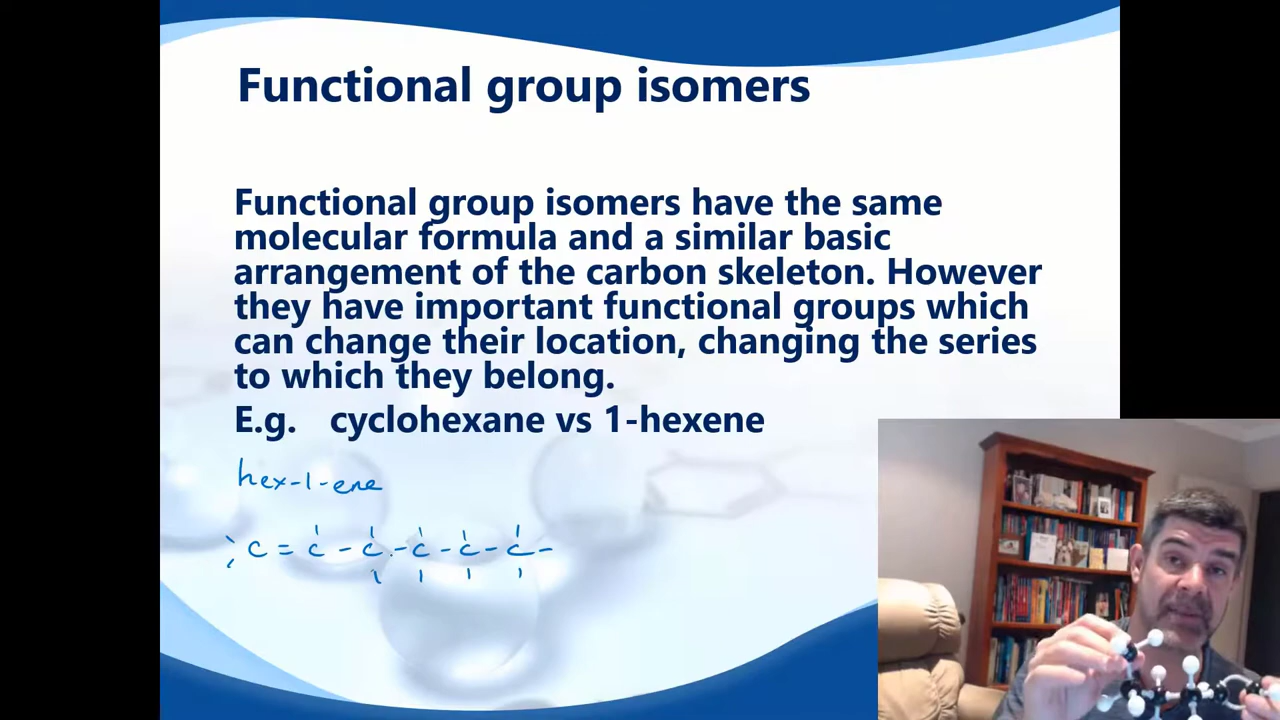 Functional group isomers
Functional group isomers have the same
molecular formula and a similar basic
arrangement of the carbon skeleton. However
they have important functional groups which
can change their location, changing the series
to which they belong.
E.g. cyclohexane vs 1-hexene
hex-1-ene
C = C - C - C - C - C -